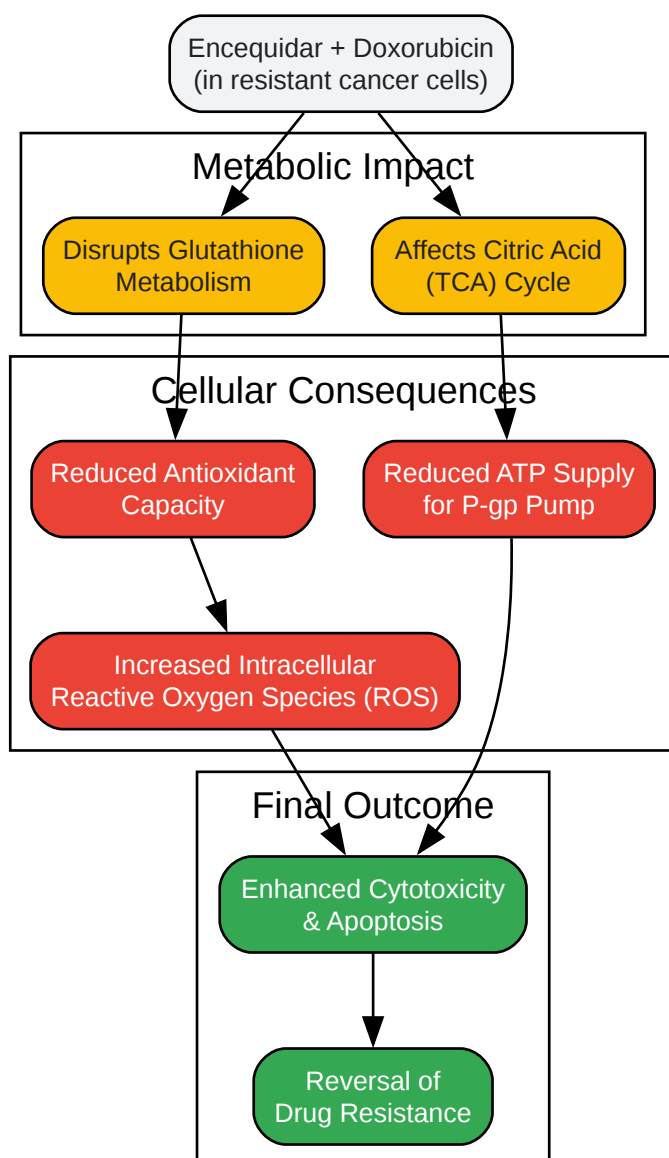 Encequidar + Doxorubicin
(in resistant cancer cells)
Metabolic Impact
Disrupts Glutathione
Metabolism
Affects Citric Acid
(TCA) Cycle
Cellular Consequences
Reduced Antioxidant
Capacity
Reduced ATP Supply
for P-gp Pump
Increased Intracellular
Reactive Oxygen Species (ROS)
Final Outcome
Enhanced Cytotoxicity
& Apoptosis
Reversal of
Drug Resistance